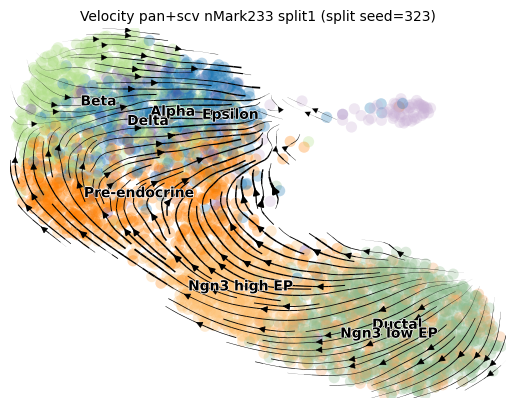 Velocity pan+scv nMark233 split1 (split seed=323)
Beta
Alpha
Epsilon
Delta
Pre-endocrine
Ngn3 high EP
Ductal
Ngn3 low EP